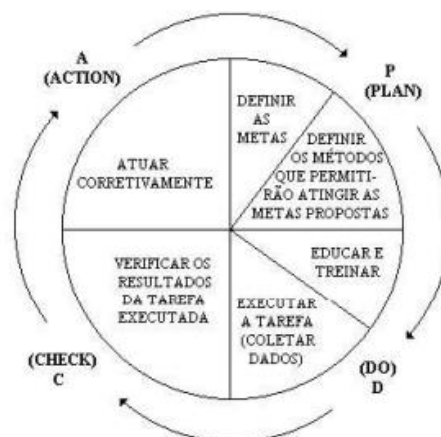 A
(ACTION)
P
(PLAN)
DEFINIR
AS
METAS
DEFINIR
OS MÉTODOS
QUE PERMITI-
RÃO ATINGIR AS
METAS PROPOSTAS
ATUAR
CORRETIVAMENTE
EDUCAR E
TREINAR
VERIFICAR OS
RESULTADOS
DA TAREFA
EXECUTADA
EXECUTAR
A TAREFA
(COLETAR
DADOS)
(CHECK)
C
(DO)
D